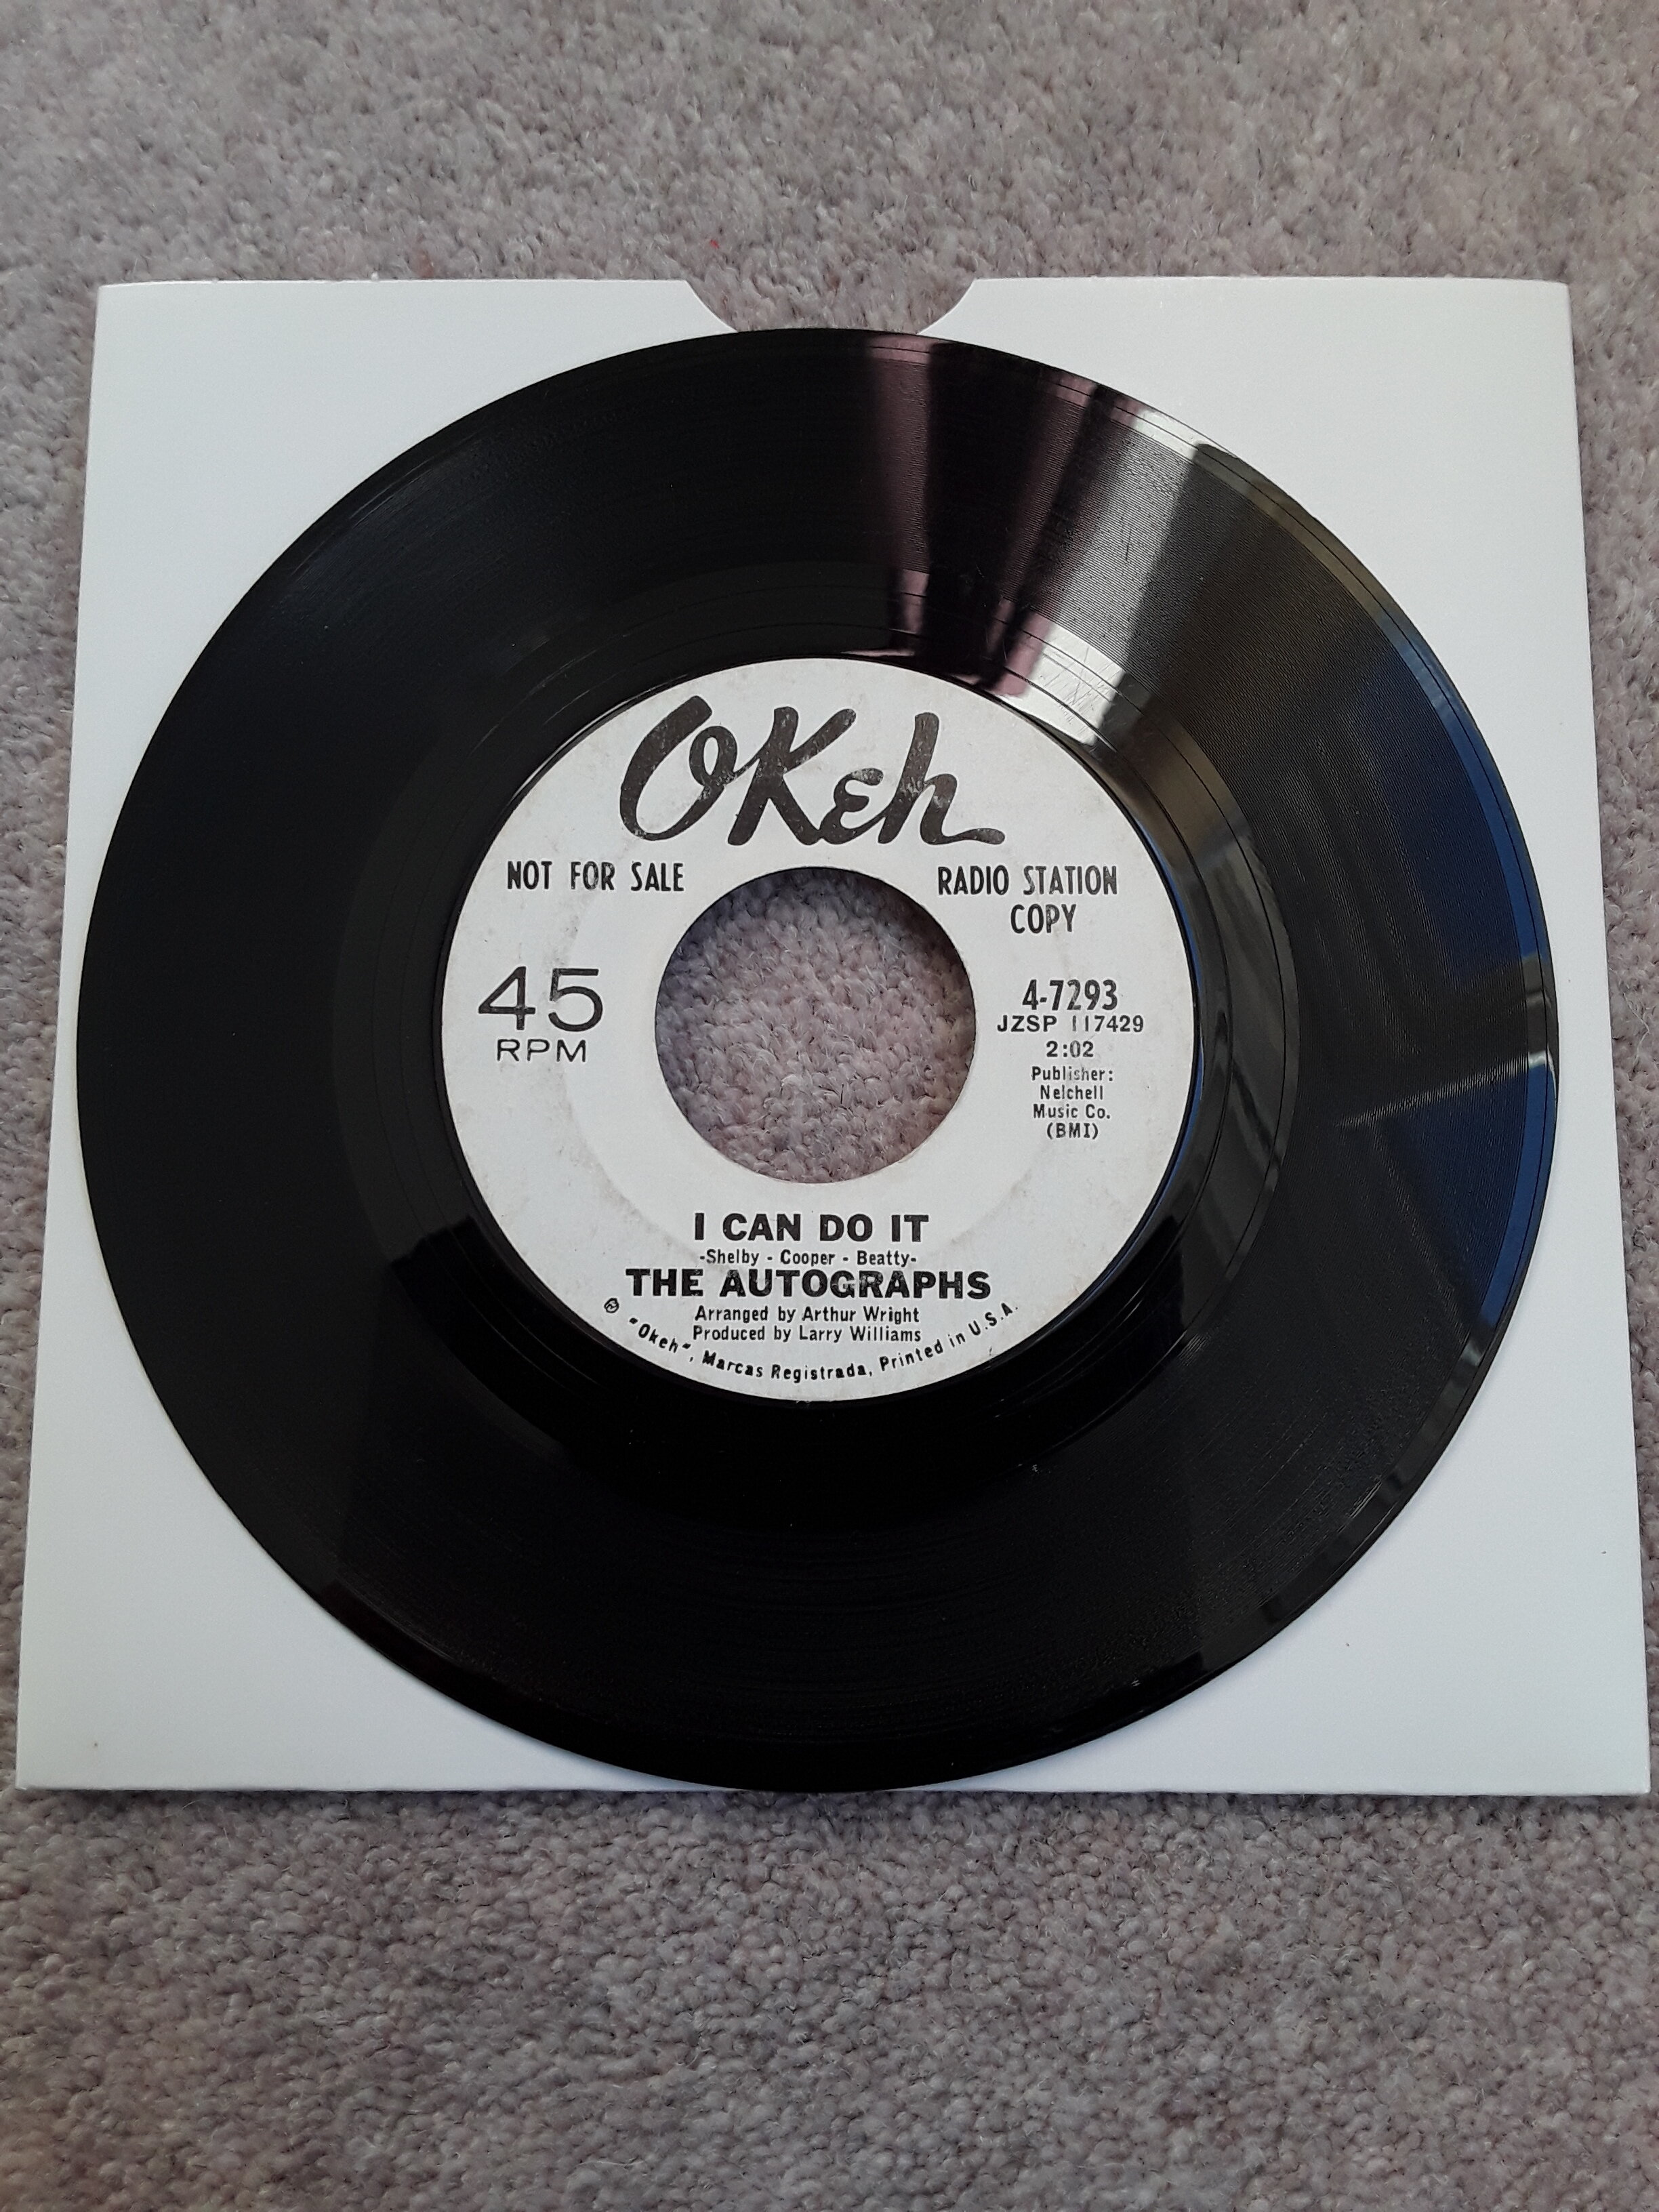 OKeh
NOT FOR SALE
RADIO STATION
COPY
45
RPM
4-7293
JZSP 117429
2:02
Publisher:
Nelchell
Music Co.
(BMI)
I CAN DO IT
-Shelby - Cooper - Beatty-
THE AUTOGRAPHS
Arranged by Arthur Wright
Produced by Larry Williams
"Okeh", Marcas Registrada, Printed in U.S.A.